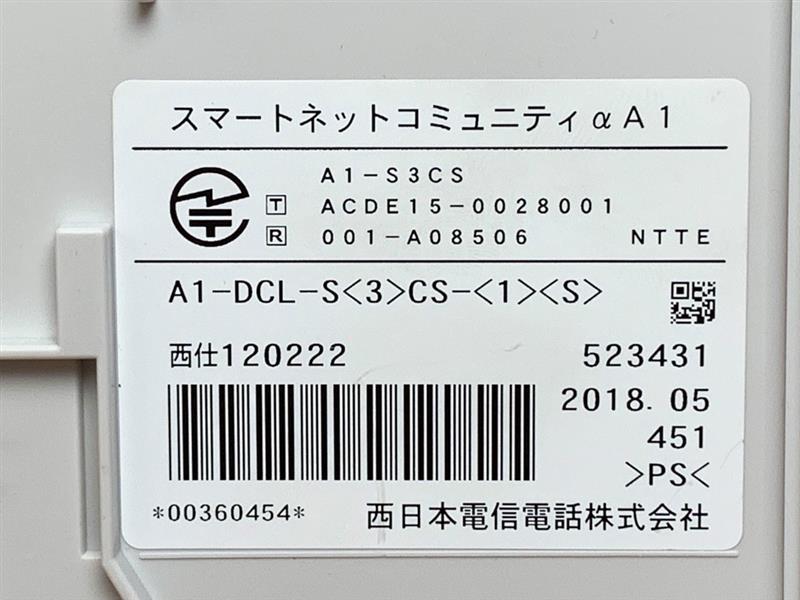 スマートネットコミュニティαA1
A1-S3CS
T ACDE15-0028001
R 001-A08506 NTTE
A1-DCL-S<3>CS-<1><S>
西仕120222 523431
2018.05
451
>PS<
*00360454* 西日本電信電話株式会社